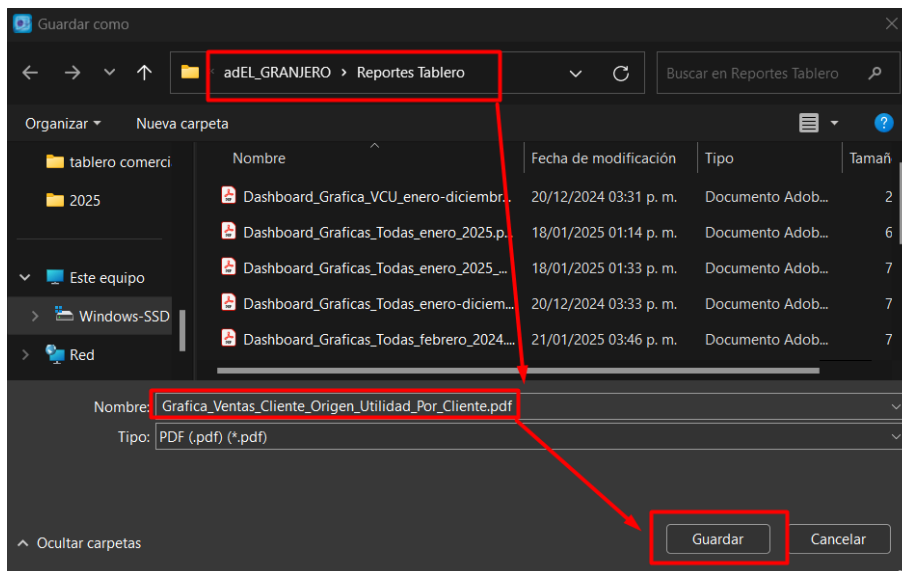 Guardar como
adEL_GRANJERO > Reportes Tablero
Buscar en Reportes Tablero
Organizar Nueva carpeta
tablero comerci
2025
Este equipo
Windows-SSD
Red
Nombre Fecha de modificación Tipo Tamañ
Dashboard_Grafica_VCU_enero-diciembr... 20/12/2024 03:31 p. m. Documento Adob... 2
Dashboard_Graficas_Todas_enero_2025.p... 18/01/2025 01:14 p. m. Documento Adob... 6
Dashboard_Graficas_Todas_enero_2025_... 18/01/2025 01:33 p. m. Documento Adob... 7
Dashboard_Graficas_Todas_enero-diciem... 20/12/2024 03:33 p. m. Documento Adob... 7
Dashboard_Graficas_Todas_febrero_2024.... 21/01/2025 03:46 p. m. Documento Adob... 7
Nombre: Grafica_Ventas_Cliente_Origen_Utilidad_Por_Cliente.pdf
Tipo: PDF (.pdf) (*.pdf)
Ocultar carpetas
Guardar
Cancelar